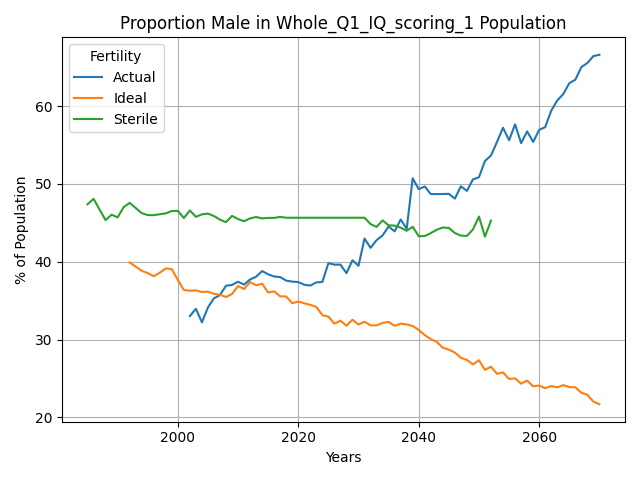 Proportion Male in Whole_Q1_IQ_scoring_1 Population
Fertility
Actual
Ideal
Sterile
% of Population
60
50
40
30
20
2000
2020
2040
2060
Years